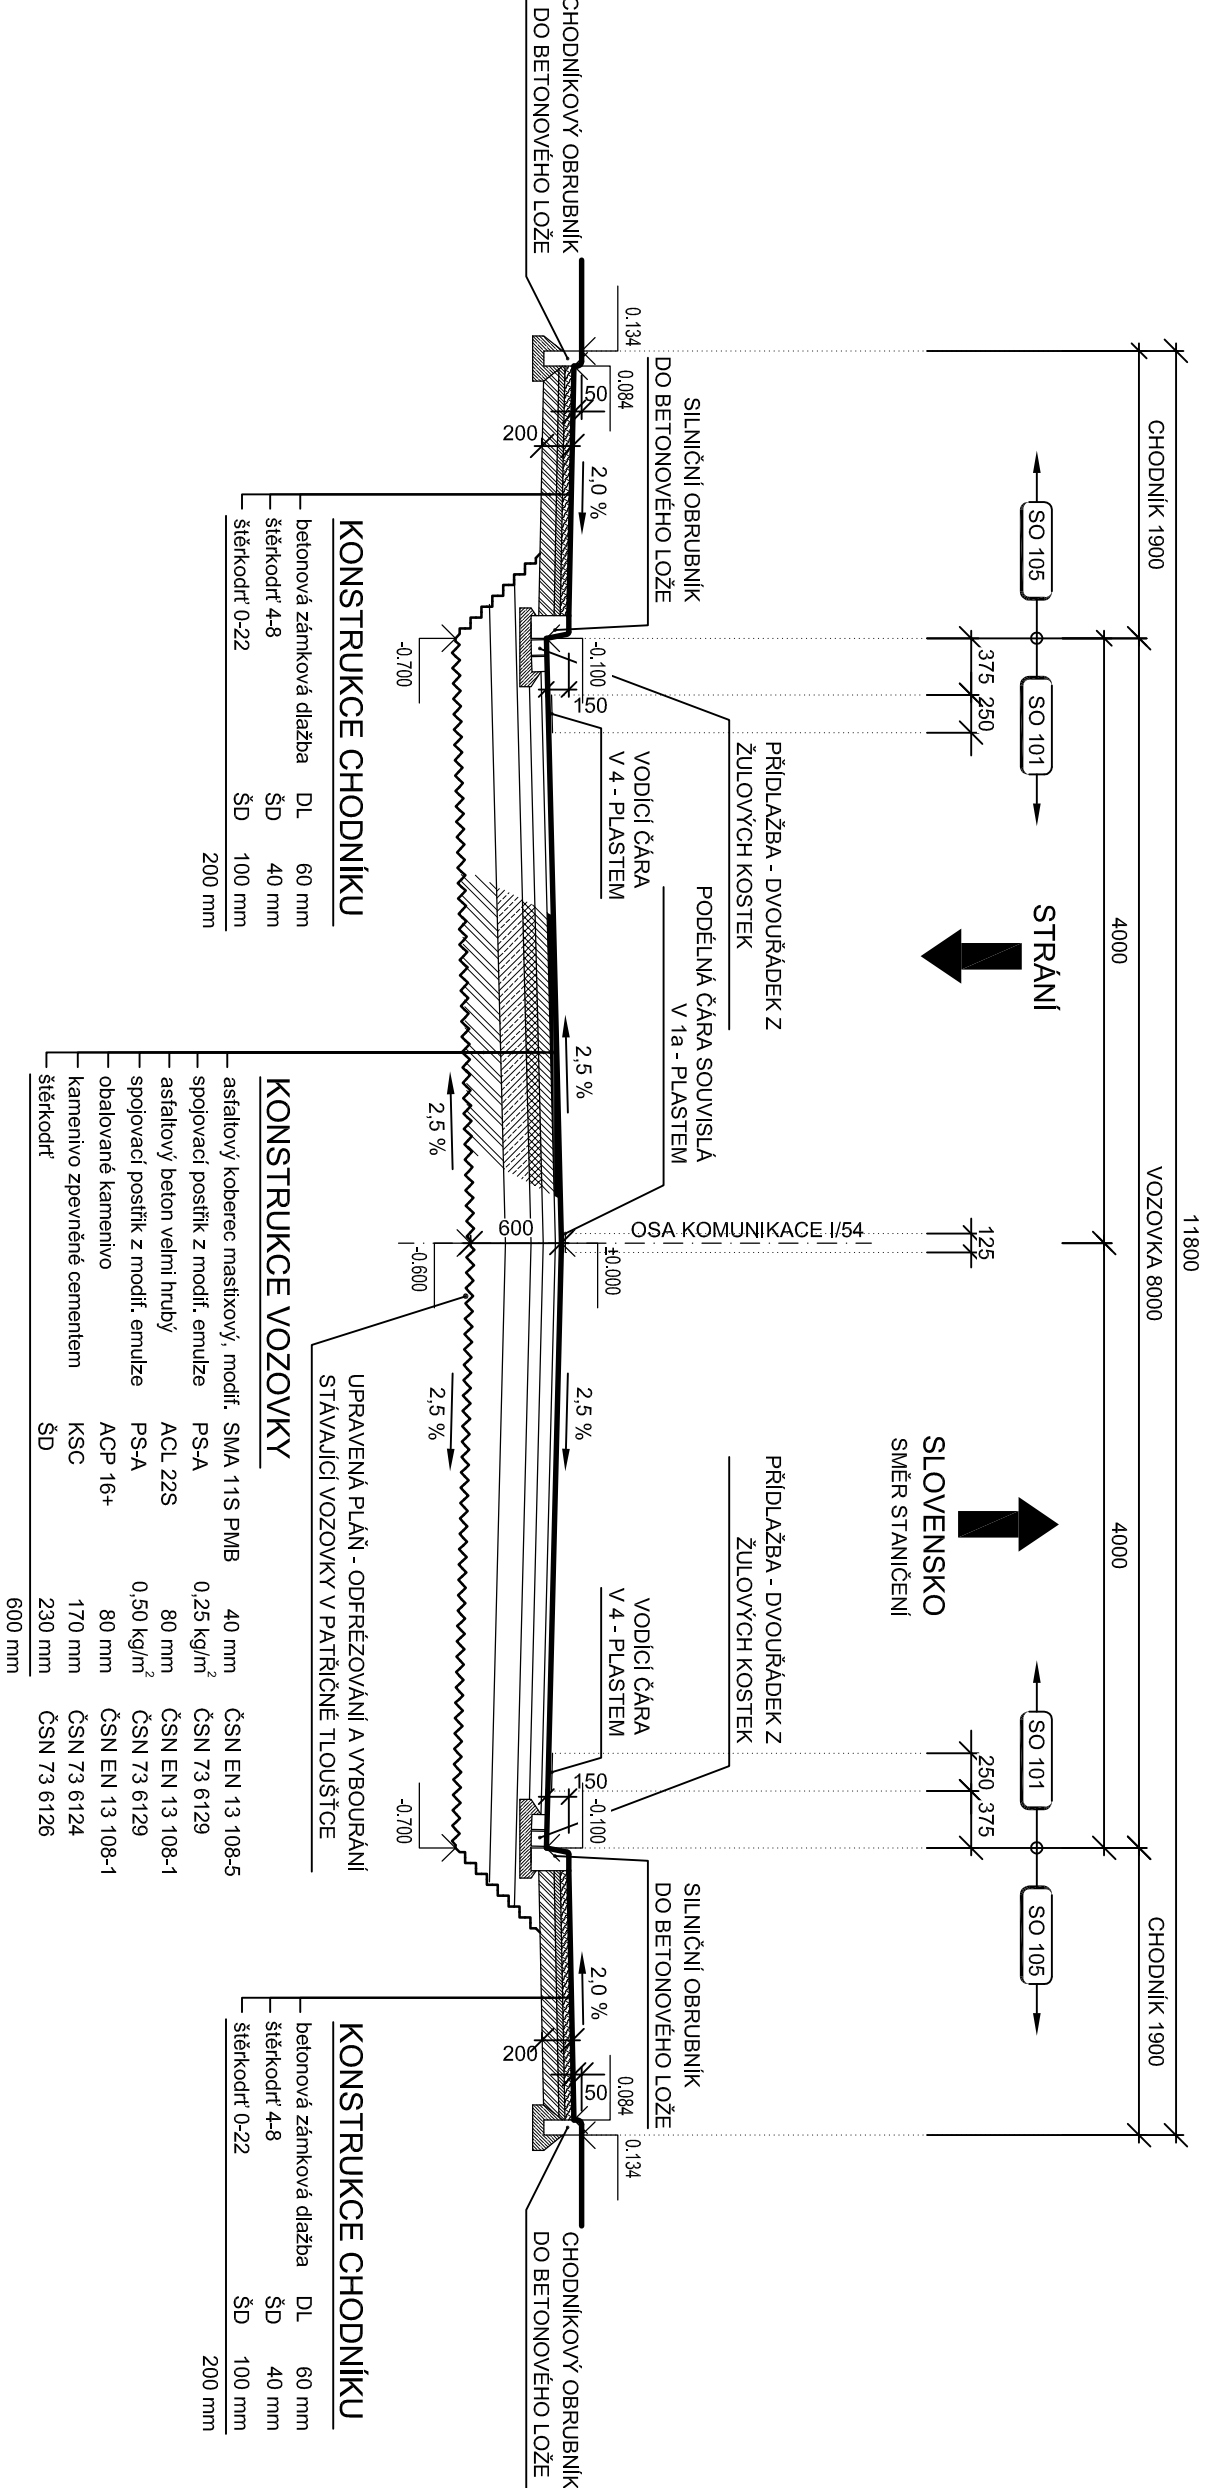 11800
CHODNÍK 1900
VOZOVKA 8000
CHODNÍK 1900
4000
4000
SO 105
SO 101
SO 101
SO 105
STRÁNÍ
SLOVENSKO
SMĚR STANIČENÍ
375
250
125
250
375
OSA KOMUNIKACE I/54
PŘÍDLAŽBA - DVOUŘÁDEK Z
ŽULOVÝCH KOSTEK
PODÉLNÁ ČÁRA SOUVISLÁ
V 1a - PLASTEM
PŘÍDLAŽBA - DVOUŘÁDEK Z
ŽULOVÝCH KOSTEK
SILNIČNÍ OBRUBNÍK
DO BETONOVÉHO LOŽE
VODÍCÍ ČÁRA
V 4 - PLASTEM
VODÍCÍ ČÁRA
V 4 - PLASTEM
SILNIČNÍ OBRUBNÍK
DO BETONOVÉHO LOŽE
CHODNÍKOVÝ OBRUBNÍK
DO BETONOVÉHO LOŽE
0.134
0.084
50
200
2,0 %
-0.100
150
-0.700
2,5 %
2,5 %
±0.000
600
-0.600
2,5 %
2,5 %
150
-0.100
-0.700
2,0 %
200
50
0.084
0.134
CHODNÍKOVÝ OBRUBNÍK
DO BETONOVÉHO LOŽE
UPRAVENÁ PLÁŇ - ODFRÉZOVÁNÍ A VYBOURÁNÍ
STÁVAJÍCÍ VOZOVKY V PATŘIČNÉ TLOUŠŤCE
KONSTRUKCE CHODNÍKU
betonová zámková dlažba DL 60 mm
štěrkodrť 4-8 ŠD 40 mm
štěrkodrť 0-22 ŠD 100 mm
200 mm
KONSTRUKCE VOZOVKY
asfaltový koberec mastixový, modif. SMA 11S PMB 40 mm ČSN EN 13 108-5
spojovací postřik z modif. emulze PS-A 0,25 kg/m² ČSN 73 6129
asfaltový beton velmi hrubý ACL 22S 80 mm ČSN EN 13 108-1
spojovací postřik z modif. emulze PS-A 0,50 kg/m² ČSN 73 6129
obalované kamenivo ACP 16+ 80 mm ČSN EN 13 108-1
kamenivo zpevněné cementem KSC 170 mm ČSN 73 6124
štěrkodrť ŠD 230 mm ČSN 73 6126
600 mm
KONSTRUKCE CHODNÍKU
betonová zámková dlažba DL 60 mm
štěrkodrť 4-8 ŠD 40 mm
štěrkodrť 0-22 ŠD 100 mm
200 mm